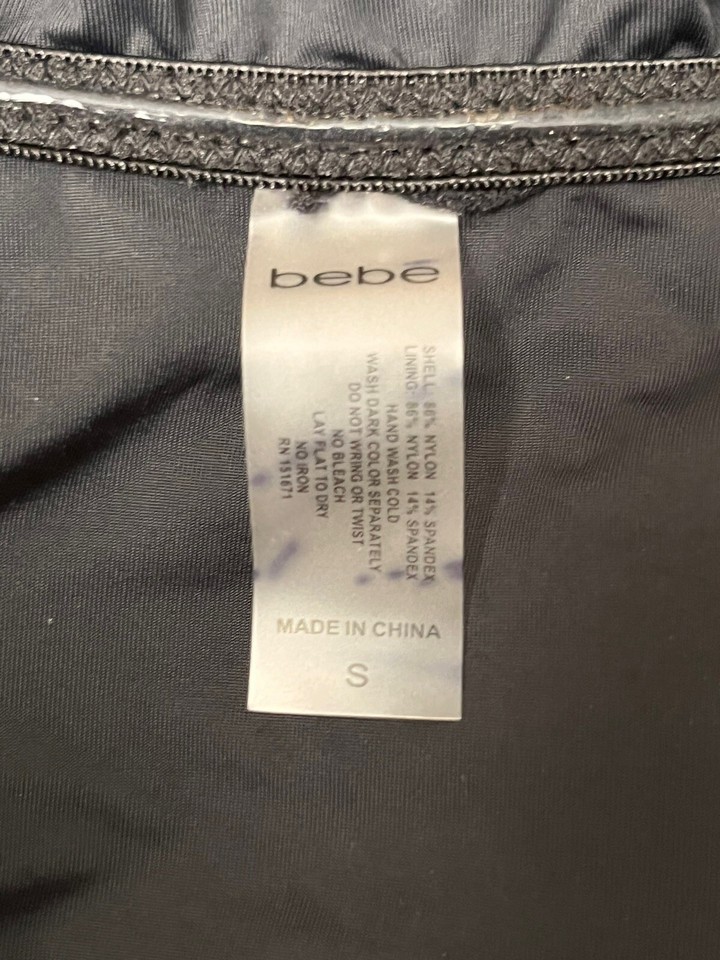 bebe
SHELL: 86% NYLON 14% SPANDEX
LINING: 86% NYLON 14% SPANDEX
HAND WASH COLD
WASH DARK COLOR SEPARATELY
DO NOT WRING OR TWIST
NO BLEACH
LAY FLAT TO DRY
NO IRON
RN 151671
MADE IN CHINA
S